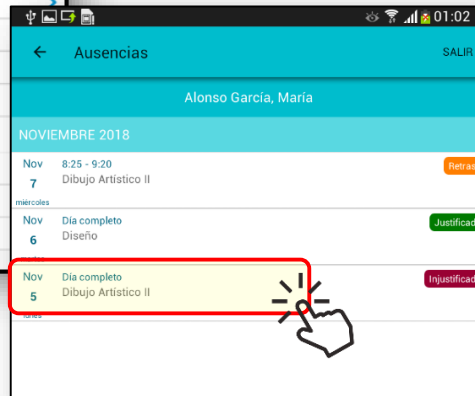 01:02
Ausencias SALIR
Alonso García, María
NOVIEMBRE 2018
Nov 8:25 - 9:20
7 Dibujo Artístico II Retras
miércoles
Nov Día completo
6 Diseño Justificad
Nov Día completo
5 Dibujo Artístico II Injustificad
lunes